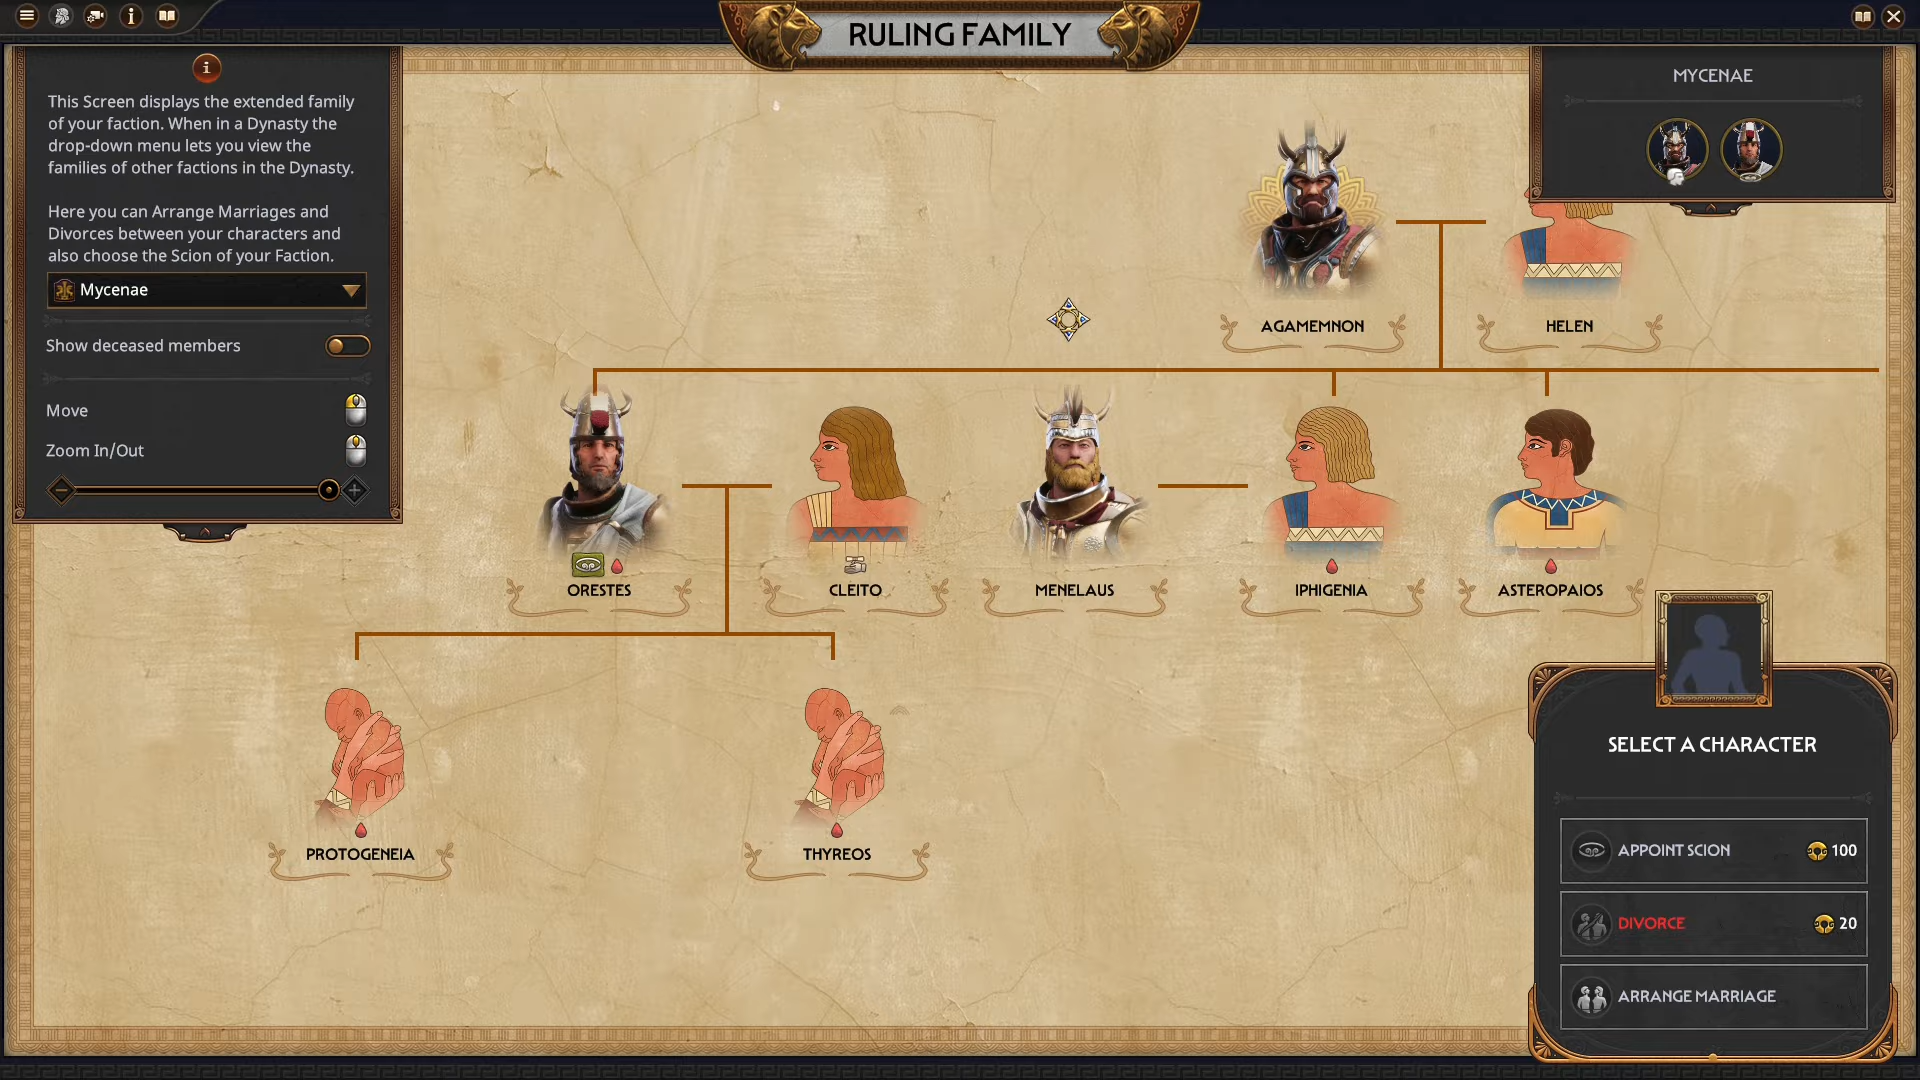 RULING FAMILY
This Screen displays the extended family
of your faction. When in a Dynasty the
drop-down menu lets you view the
families of other factions in the Dynasty.
Here you can Arrange Marriages and
Divorces between your characters and
also choose the Scion of your Faction.
Mycenae
Show deceased members
Move
Zoom In/Out
MYCENAE
AGAMEMNON
HELEN
ORESTES
CLEITO
MENELAUS
IPHIGENIA
ASTEROPAIOS
PROTOGENEIA
THYREOS
SELECT A CHARACTER
APPOINT SCION 100
DIVORCE 20
ARRANGE MARRIAGE